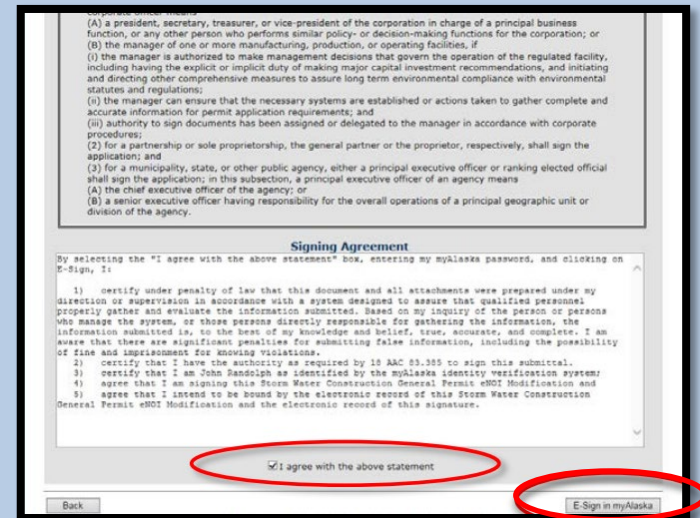 corporate officer means
(A) a president, secretary, treasurer, or vice-president of the corporation in charge of a principal business
function, or any other person who performs similar policy- or decision-making functions for the corporation; or
(B) the manager of one or more manufacturing, production, or operating facilities, if
(i) the manager is authorized to make management decisions that govern the operation of the regulated facility,
including having the explicit or implicit duty of making major capital investment recommendations, and initiating
and directing other comprehensive measures to assure long term environmental compliance with environmental
statutes and regulations;
(ii) the manager can ensure that the necessary systems are established or actions taken to gather complete and
accurate information for permit application requirements; and
(iii) authority to sign documents has been assigned or delegated to the manager in accordance with corporate
procedures;
(2) for a partnership or sole proprietorship, the general partner or the proprietor, respectively, shall sign the
application; and
(3) for a municipality, state, or other public agency, either a principal executive officer or ranking elected official
shall sign the application; in this subsection, a principal executive officer of an agency means
(A) the chief executive officer of the agency; or
(B) a senior executive officer having responsibility for the overall operations of a principal geographic unit or
division of the agency.
Signing Agreement
By selecting the "I agree with the above statement" box, entering my myAlaska password, and clicking on
E-Sign, I:
1) certify under penalty of law that this document and all attachments were prepared under my
direction or supervision in accordance with a system designed to assure that qualified personnel
properly gather and evaluate the information submitted. Based on my inquiry of the person or persons
who manage the system, or those persons directly responsible for gathering the information, the
information submitted is, to the best of my knowledge and belief, true, accurate, and complete. I am
aware that there are significant penalties for submitting false information, including the possibility
of fine and imprisonment for knowing violations.
2) certify that I have the authority as required by 18 AAC 83.385 to sign this submittal.
3) certify that I am John Randolph as identified by the myAlaska identity verification system;
4) agree that I am signing this Storm Water Construction General Permit eNOI Modification and
5) agree that I intend to be bound by the electronic record of this Storm Water Construction
General Permit eNOI Modification and the electronic record of this signature.
I agree with the above statement
Back
E-Sign in myAlaska